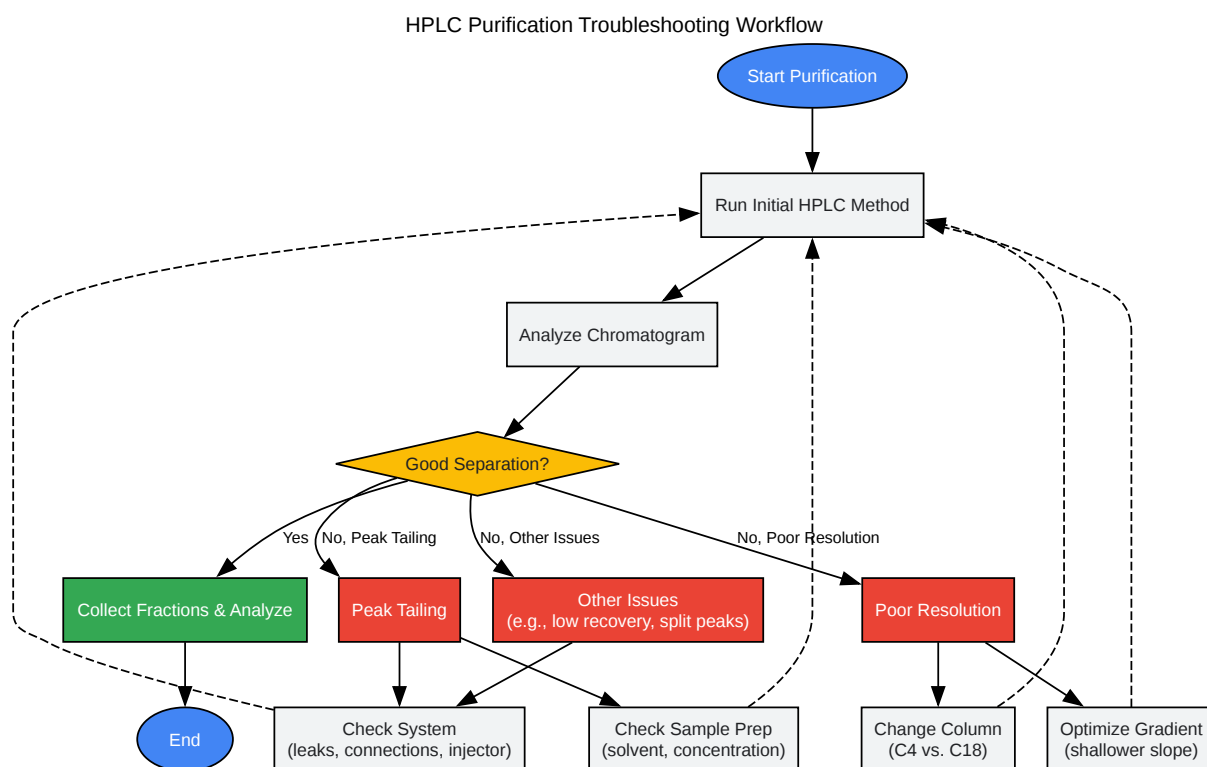 HPLC Purification Troubleshooting Workflow
Start Purification
Run Initial HPLC Method
Analyze Chromatogram
Good Separation?
Yes
No, Peak Tailing
No, Other Issues
No, Poor Resolution
Collect Fractions & Analyze
Peak Tailing
Other Issues
(e.g., low recovery, split peaks)
Poor Resolution
End
Check System
(leaks, connections, injector)
Check Sample Prep
(solvent, concentration)
Change Column
(C4 vs. C18)
Optimize Gradient
(shallower slope)